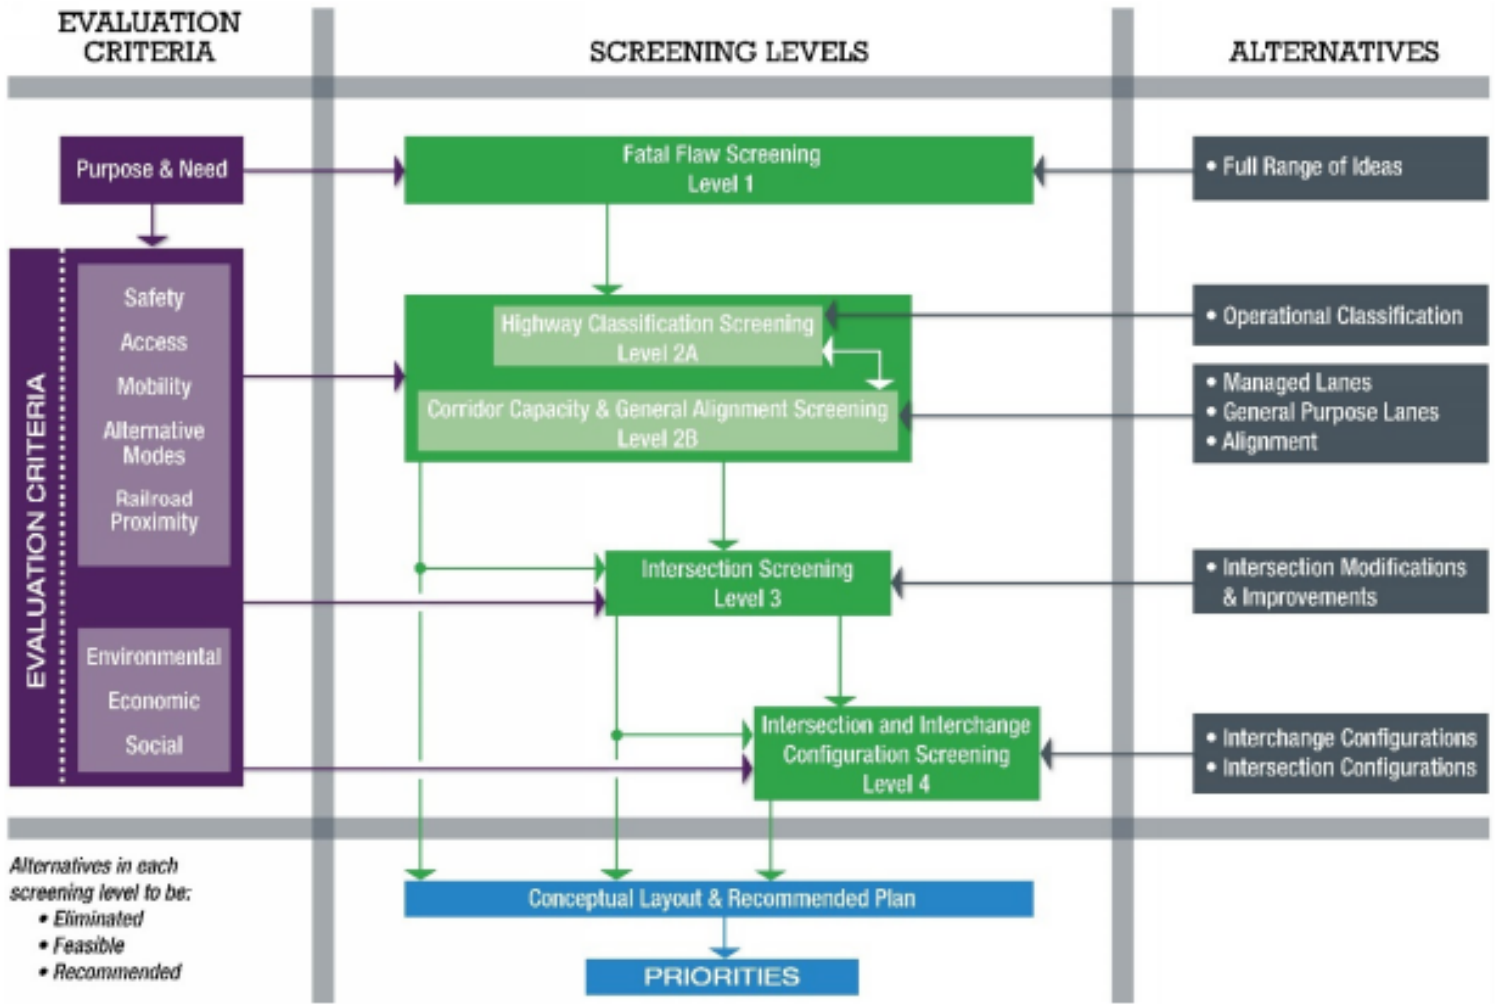 EVALUATION
CRITERIA
SCREENING LEVELS
ALTERNATIVES
Purpose & Need
Fatal Flaw Screening
Level 1
• Full Range of Ideas
EVALUATION CRITERIA
Safety
Access
Mobility
Alternative
Modes
Railroad
Proximity
Environmental
Economic
Social
Highway Classification Screening
Level 2A
Corridor Capacity & General Alignment Screening
Level 2B
• Operational Classification
• Managed Lanes
• General Purpose Lanes
• Alignment
Intersection Screening
Level 3
• Intersection Modifications
& Improvements
Intersection and Interchange
Configuration Screening
Level 4
• Interchange Configurations
• Intersection Configurations
Alternatives in each
screening level to be:
• Eliminated
• Feasible
• Recommended
Conceptual Layout & Recommended Plan
PRIORITIES